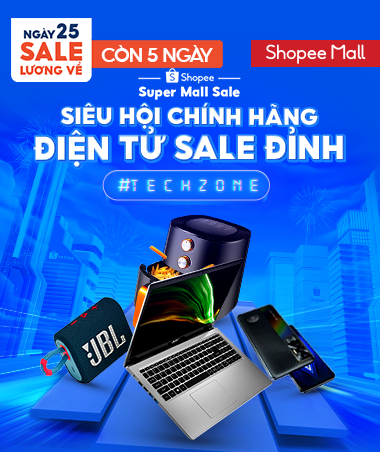 NGÀY 25
SALE
LƯƠNG VỀ
CÒN 5 NGÀY
Shopee Mall
Shopee
Super Mall Sale
SIÊU HỘI CHÍNH HÃNG
ĐIỆN TỬ SALE ĐỈNH
#TECHZONE
JBL